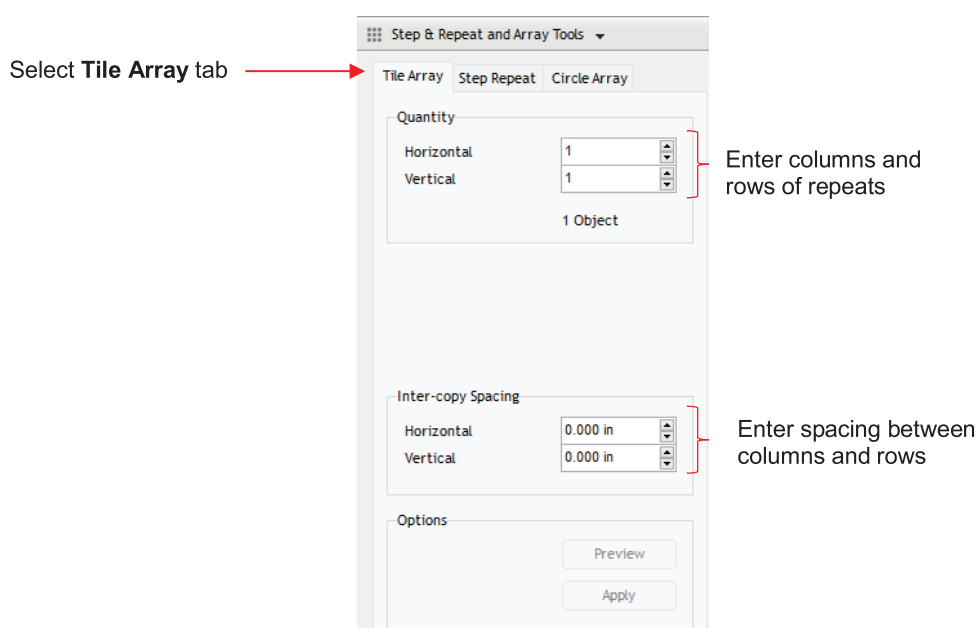 Step & Repeat and Array Tools
Select Tile Array tab
Tile Array Step Repeat Circle Array
Quantity
Horizontal 1
Vertical 1
1 Object
Enter columns and
rows of repeats
Inter-copy Spacing
Horizontal 0.000 in
Vertical 0.000 in
Enter spacing between
columns and rows
Options
Preview
Apply